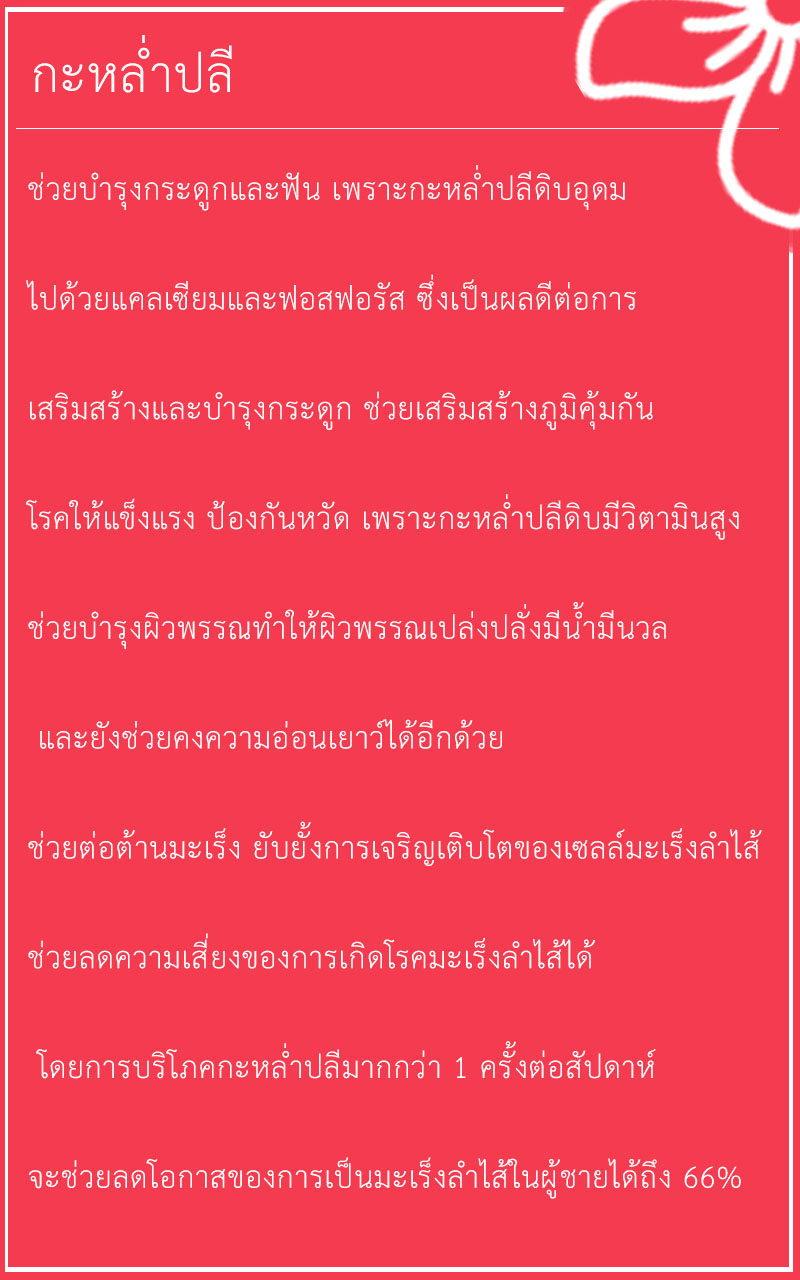 กะหล่ำปลี
ช่วยบำรุงกระดูกและฟัน เพราะกะหล่ำปลีดิบอุดม
ไปด้วยแคลเซียมและฟอสฟอรัส ซึ่งเป็นผลดีต่อการ
เสริมสร้างและบำรุงกระดูก ช่วยเสริมสร้างภูมิคุ้มกัน
โรคให้แข็งแรง ป้องกันหวัด เพราะกะหล่ำปลีดิบมีวิตามินสูง
ช่วยบำรุงผิวพรรณทำให้ผิวพรรณเปล่งปลั่งมีน้ำมีนวล
และยังช่วยคงความอ่อนเยาว์ได้อีกด้วย
ช่วยต่อต้านมะเร็ง ยับยั้งการเจริญเติบโตของเซลล์มะเร็งลำไส้
ช่วยลดความเสี่ยงของการเกิดโรคมะเร็งลำไส้ได้
โดยการบริโภคกะหล่ำปลีมากกว่า 1 ครั้งต่อสัปดาห์
จะช่วยลดโอกาสของการเป็นมะเร็งลำไส้ในผู้ชายได้ถึง 66%